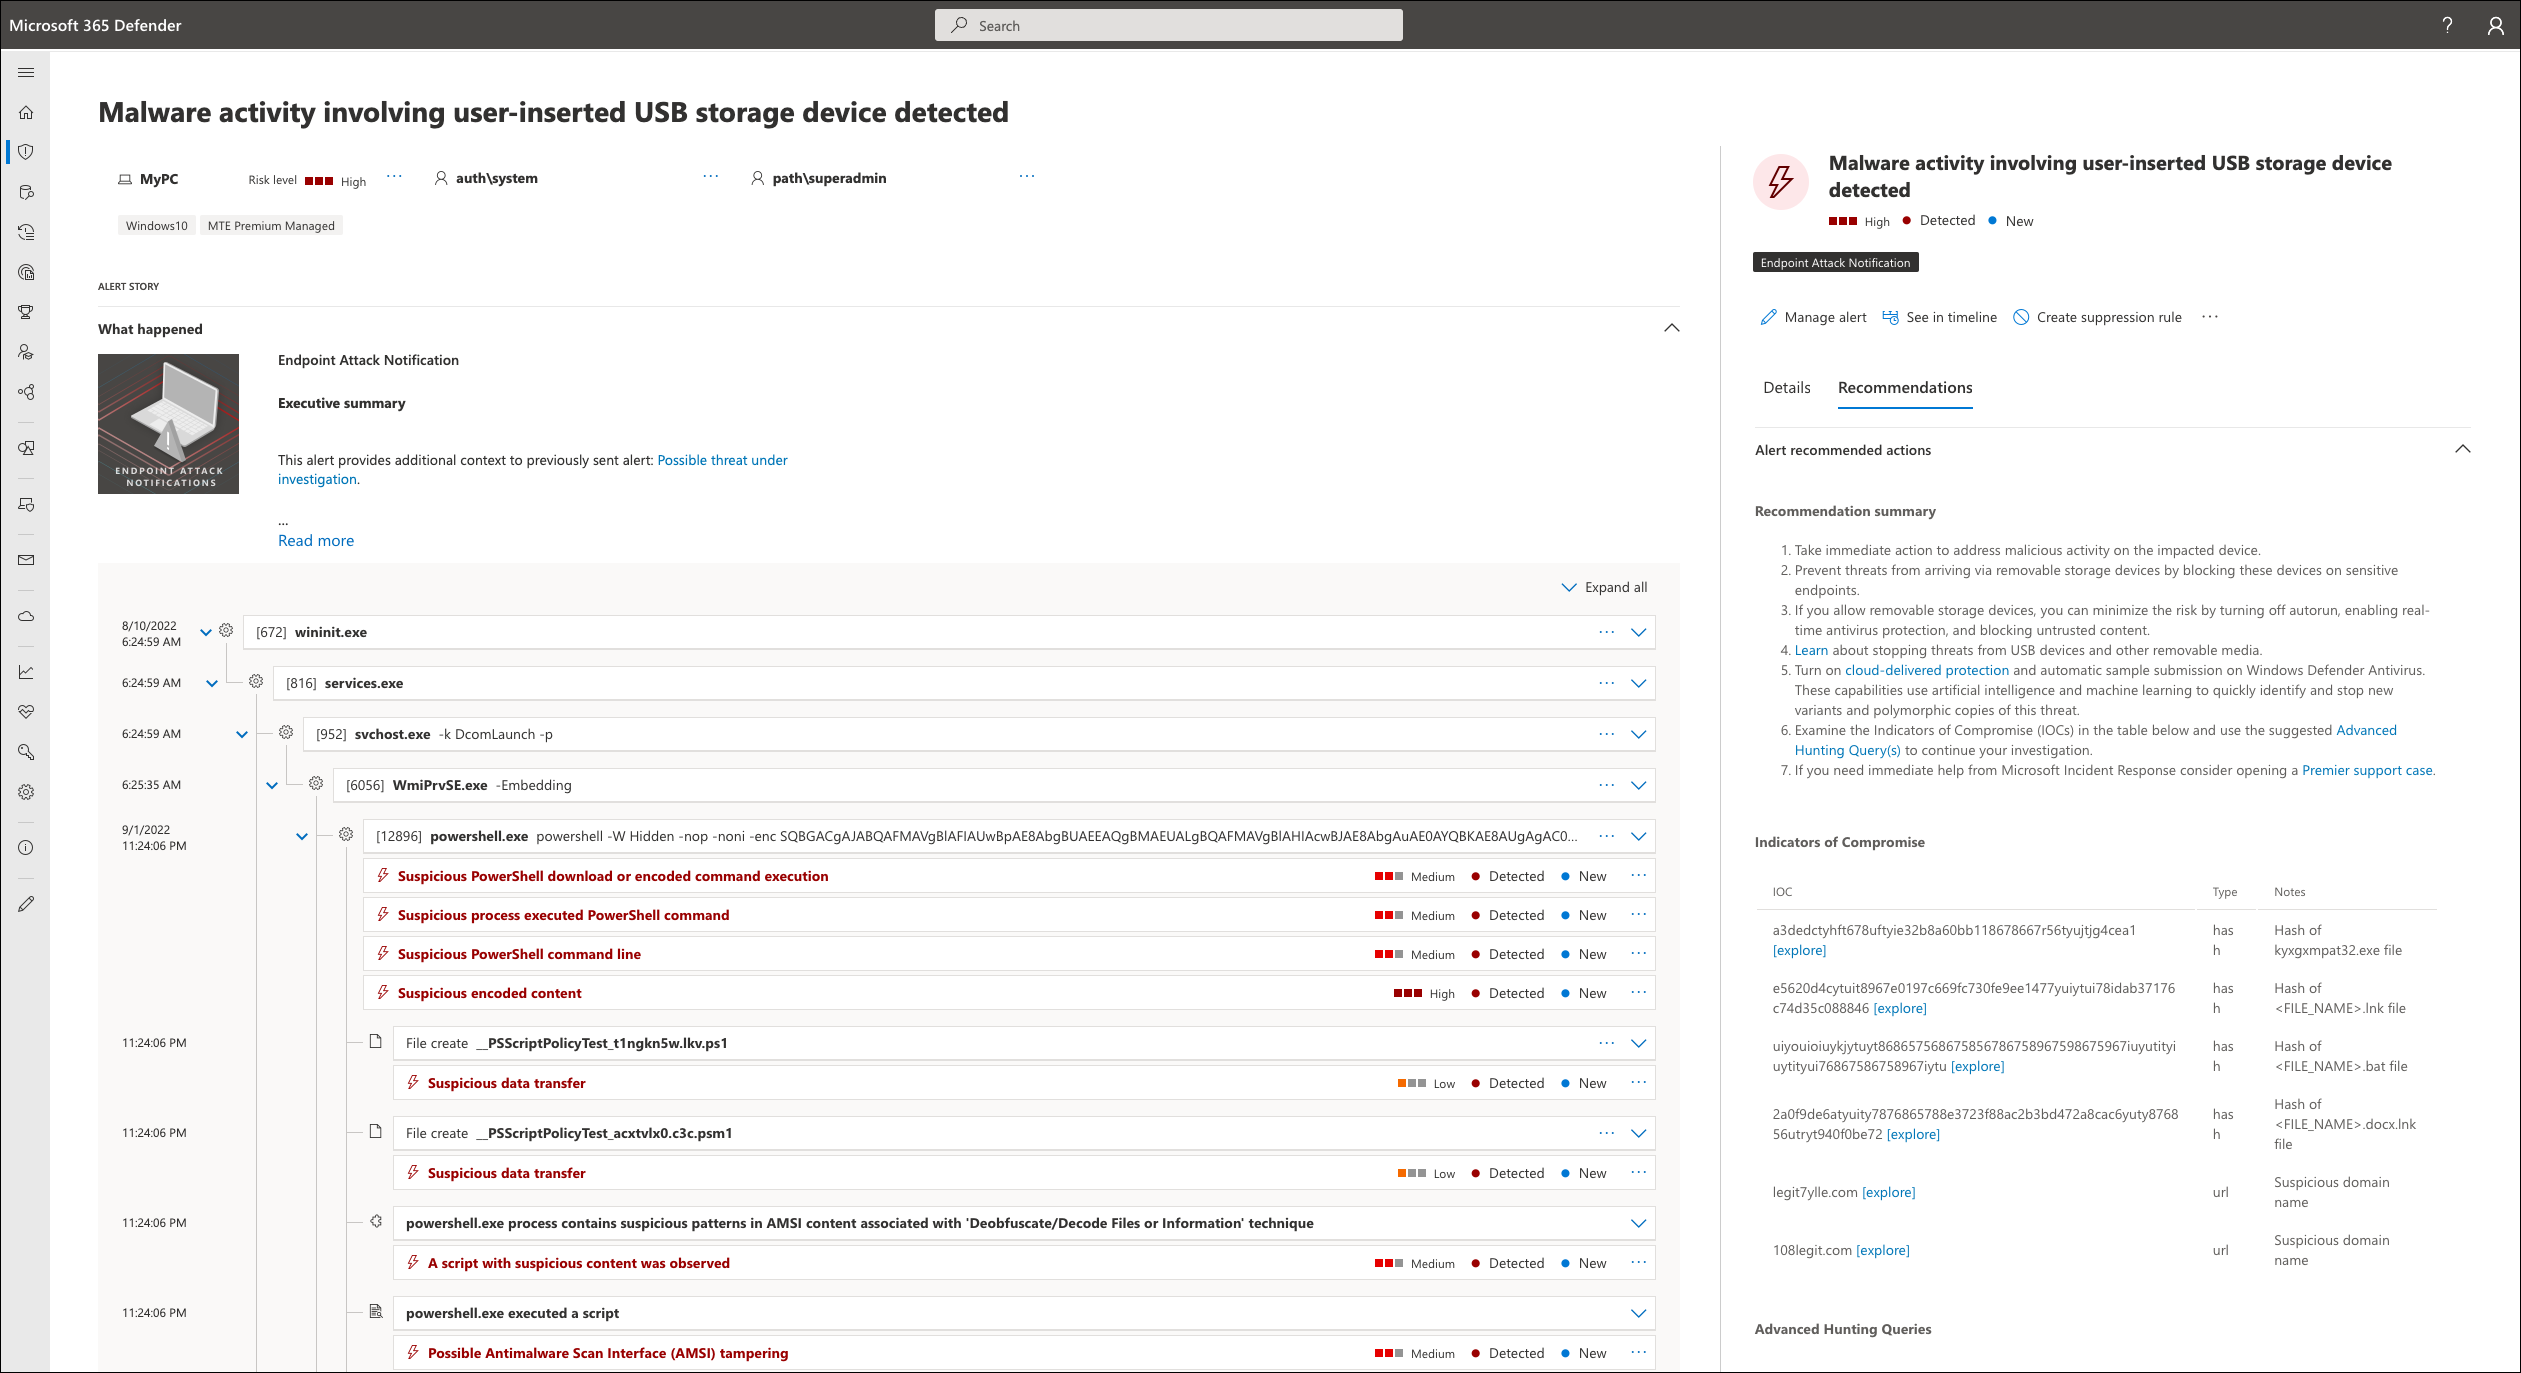 Microsoft 365 Defender
Search
?
Malware activity involving user-inserted USB storage device detected
MyPC
Risk level High
auth\system
path\superadmin
Windows10
MTE Premium Managed
ALERT STORY
What happened
ENDPOINT ATTACK
NOTIFICATIONS
Endpoint Attack Notification
Executive summary
This alert provides additional context to previously sent alert: Possible threat under
investigation.
...
Read more
Expand all
8/10/2022
6:24:59 AM
[672] wininit.exe
6:24:59 AM
[816] services.exe
6:24:59 AM
[952] svchost.exe -k DcomLaunch -p
6:25:35 AM
[6056] WmiPrvSE.exe -Embedding
9/1/2022
11:24:06 PM
[12896] powershell.exe powershell -W Hidden -nop -noni -enc
Suspicious PowerShell download or encoded command execution Medium Detected New
Suspicious process executed PowerShell command Medium Detected New
Suspicious PowerShell command line Medium Detected New
Suspicious encoded content High Detected New
11:24:06 PM
File create __PSScriptPolicyTest_t1ngkn5w.lkv.ps1
Suspicious data transfer Low Detected New
11:24:06 PM
File create __PSScriptPolicyTest_acxtvlx0.c3c.psm1
Suspicious data transfer Low Detected New
11:24:06 PM
powershell.exe process contains suspicious patterns in AMSI content associated with 'Deobfuscate/Decode Files or Information' technique
A script with suspicious content was observed Medium Detected New
11:24:06 PM
powershell.exe executed a script
Possible Antimalware Scan Interface (AMSI) tampering Medium Detected New
Malware activity involving user-inserted USB storage device
detected
High Detected New
Endpoint Attack Notification
Manage alert See in timeline Create suppression rule
Details Recommendations
Alert recommended actions
Recommendation summary
1. Take immediate action to address malicious activity on the impacted device.
2. Prevent threats from arriving via removable storage devices by blocking these devices on sensitive
endpoints.
3. If you allow removable storage devices, you can minimize the risk by turning off autorun, enabling real-
time antivirus protection, and blocking untrusted content.
4. Learn about stopping threats from USB devices and other removable media.
5. Turn on cloud-delivered protection and automatic sample submission on Windows Defender Antivirus.
These capabilities use artificial intelligence and machine learning to quickly identify and stop new
variants and polymorphic copies of this threat.
6. Examine the Indicators of Compromise (IOCs) in the table below and use the suggested Advanced
Hunting Query(s) to continue your investigation.
7. If you need immediate help from Microsoft Incident Response consider opening a Premier support case.
Indicators of Compromise
IOC Type Notes
a3dedctyhft678uftyie32b8a60bb118678667r56tyujtjg4cea1 has Hash of
[explore] h kyxgxmpat32.exe file
e5620d4cytuit8967e0197c669fc730fe9ee1477yuiytui78idab37176 has Hash of
c74d35c088846 [explore] h <FILE_NAME>.lnk file
uiyouioiuykjytuyt86865756867585678675896759867596​7iuyutityi has Hash of
uytityui76867586758967iytu [explore] h <FILE_NAME>.bat file
2a0f9de6atyuity7876865788e3723f88ac2b3bd472a8cac6yuty8768 has Hash of
56utryt940f0be72 [explore] h <FILE_NAME>.docx.lnk
file
legit7ylle.com [explore] url Suspicious domain
name
108legit.com [explore] url Suspicious domain
name
Advanced Hunting Queries